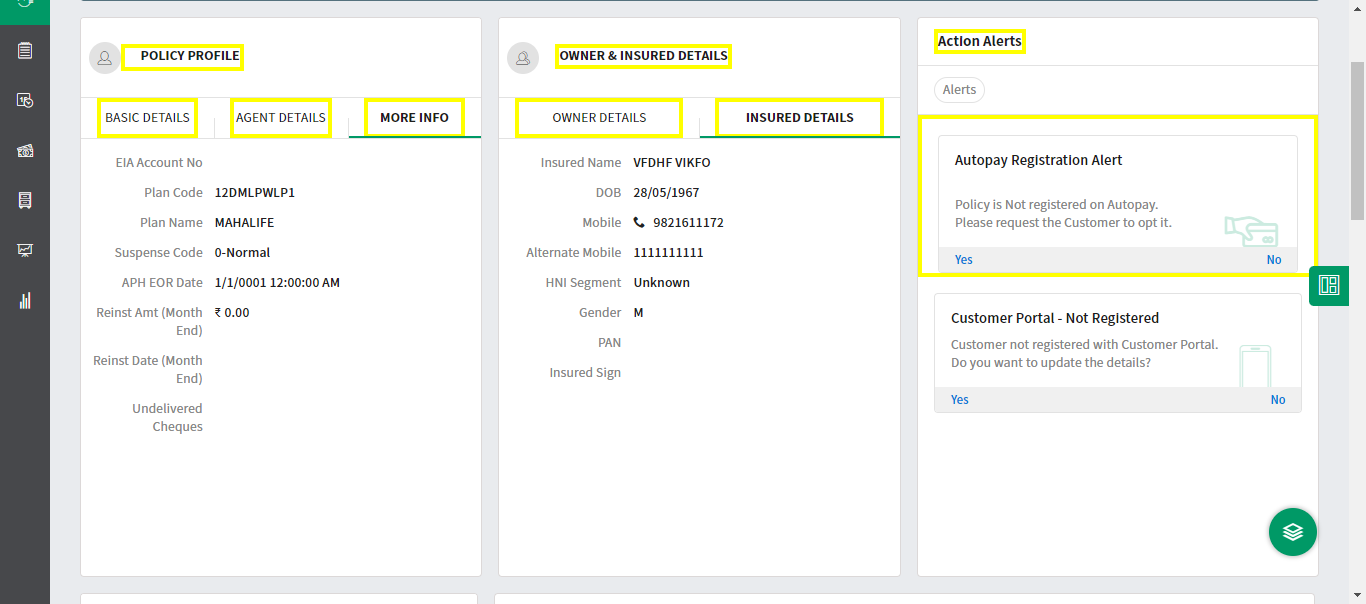 POLICY PROFILE
BASIC DETAILS AGENT DETAILS MORE INFO
EIA Account No
Plan Code 12DMLPWLP1
Plan Name MAHALIFE
Suspense Code 0-Normal
APH EOR Date 1/1/0001 12:00:00 AM
Reinst Amt (Month ₹ 0.00
End)
Reinst Date (Month
End)
Undelivered
Cheques
OWNER & INSURED DETAILS
OWNER DETAILS INSURED DETAILS
Insured Name VFDHF VIKFO
DOB 28/05/1967
Mobile 9821611172
Alternate Mobile 1111111111
HNI Segment Unknown
Gender M
PAN
Insured Sign
Action Alerts
Alerts
Autopay Registration Alert
Policy is Not registered on Autopay.
Please request the Customer to opt it.
Yes No
Customer Portal - Not Registered
Customer not registered with Customer Portal.
Do you want to update the details?
Yes No